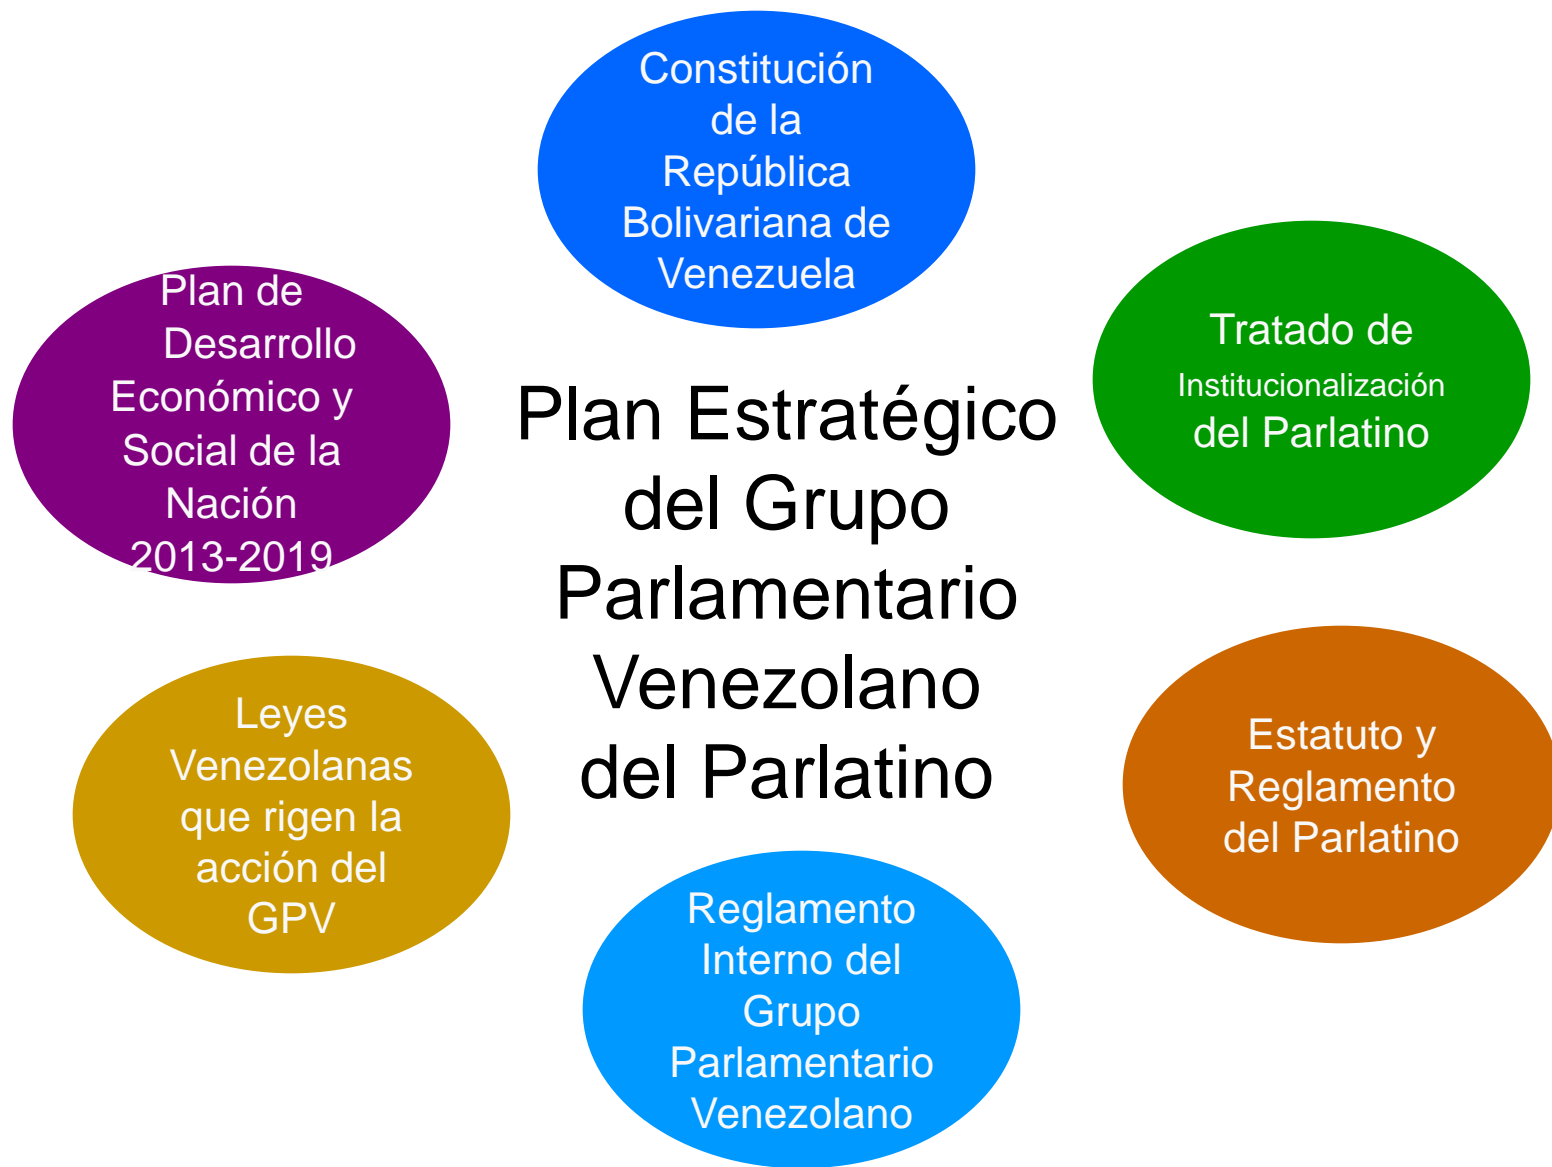 Constitución
de la
República
Bolivariana de
Venezuela
Tratado de
Institucionalización
del Parlatino
Plan de
Desarrollo
Económico y
Social de la
Nación
2013-2019
Plan Estratégico
del Grupo
Parlamentario
Venezolano
del Parlatino
Estatuto y
Reglamento
del Parlatino
Leyes
Venezolanas
que rigen la
acción del
GPV
Reglamento
Interno del
Grupo
Parlamentario
Venezolano